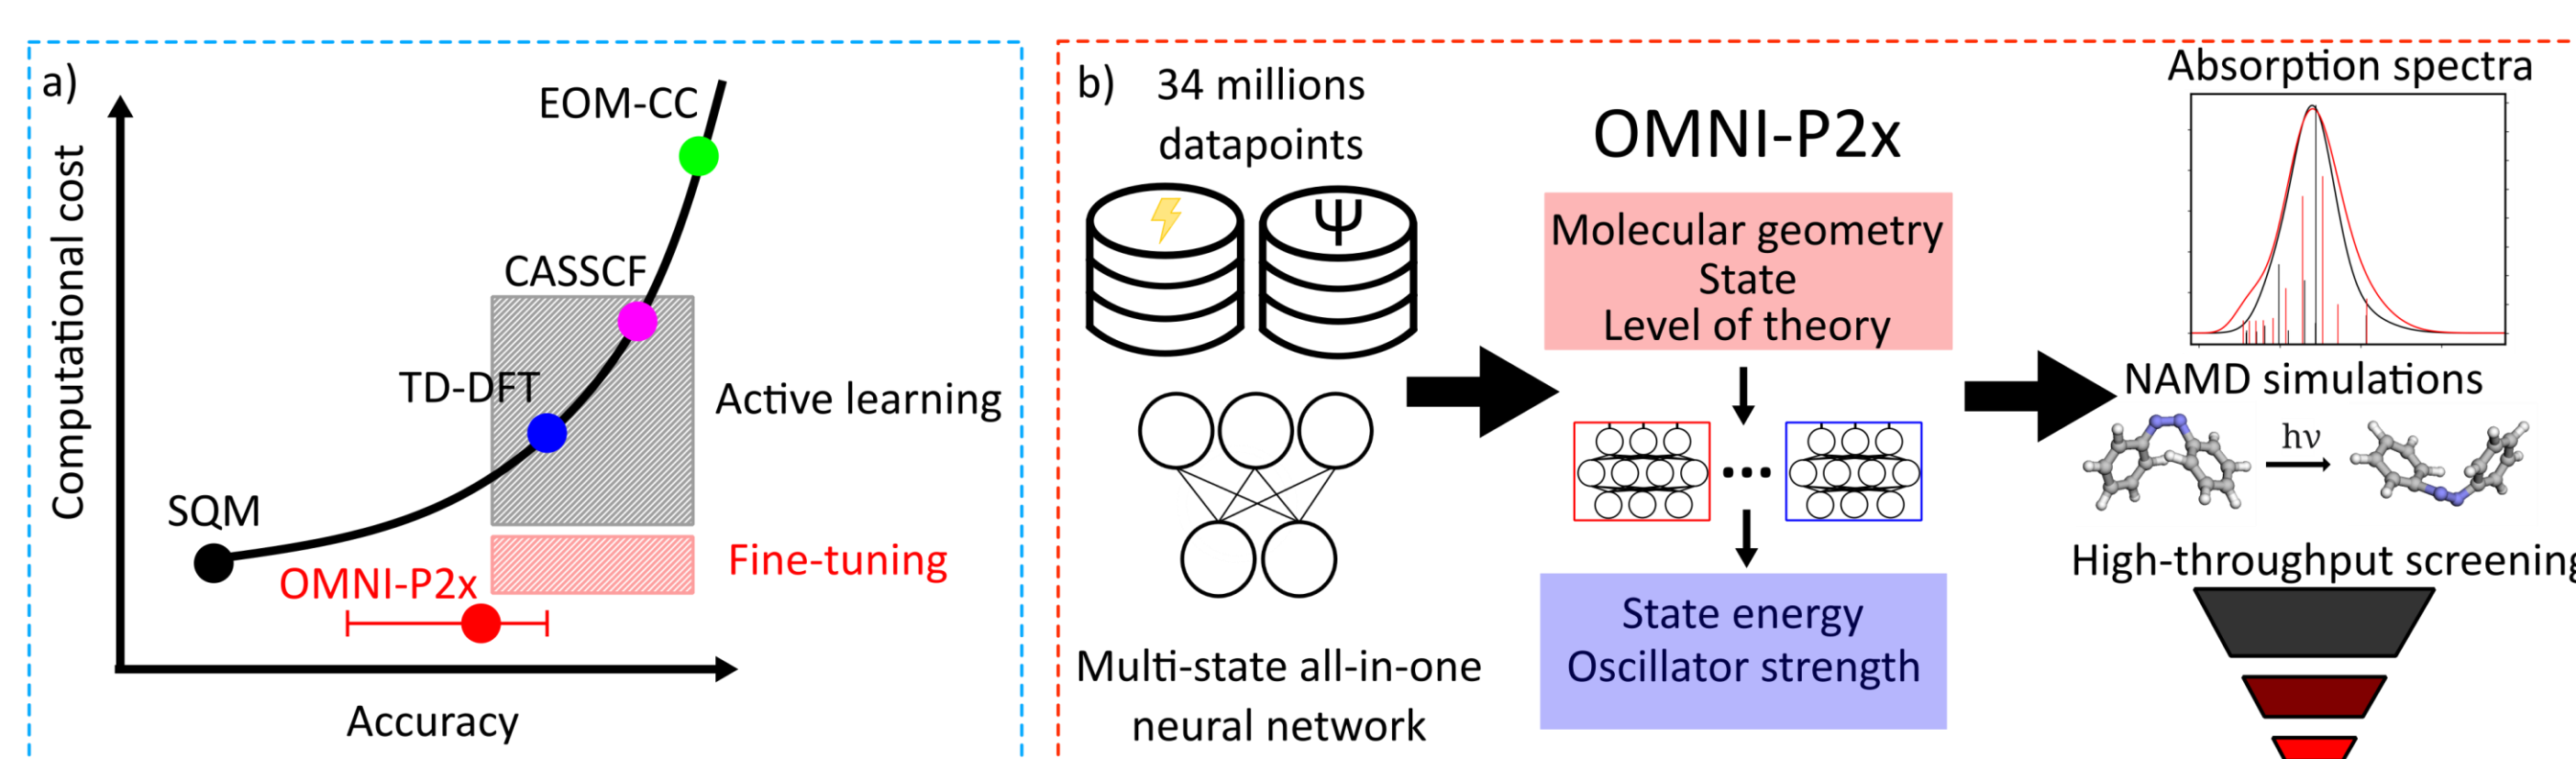 a)
Computational cost
EOM-CC
CASSCF
TD-DFT
Active learning
SQM
Fine-tuning
OMNI-P2x
Accuracy
b)
34 millions
datapoints
Ψ
Multi-state all-in-one
neural network
OMNI-P2x
Molecular geometry
State
Level of theory
...
State energy
Oscillator strength
Absorption spectra
NAMD simulations
hν
High-throughput screening